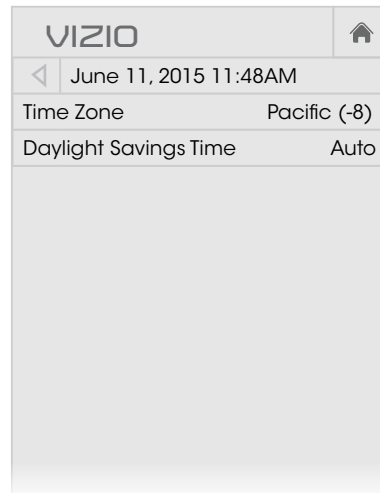 VIZIO
June 11, 2015 11:48AM
Time Zone Pacific (-8)
Daylight Savings Time Auto